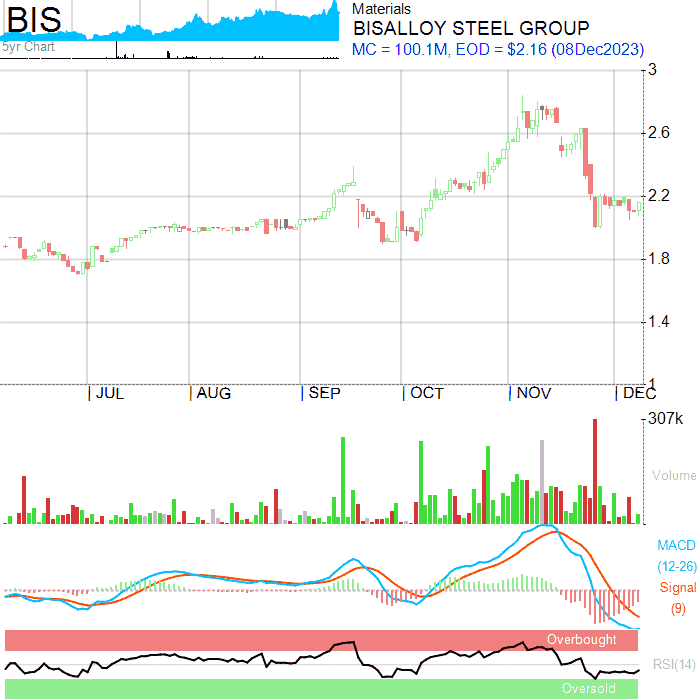 BIS
5yr Chart
Materials
BISALLOY STEEL GROUP
MC = 100.1M, EOD = $2.16 (08Dec2023)
3
2.6
2.2
1.8
1.4
1
JUL AUG SEP OCT NOV DEC
307k
Volume
MACD
(12-26)
Signal
(9)
Overbought
RSI(14)
Oversold